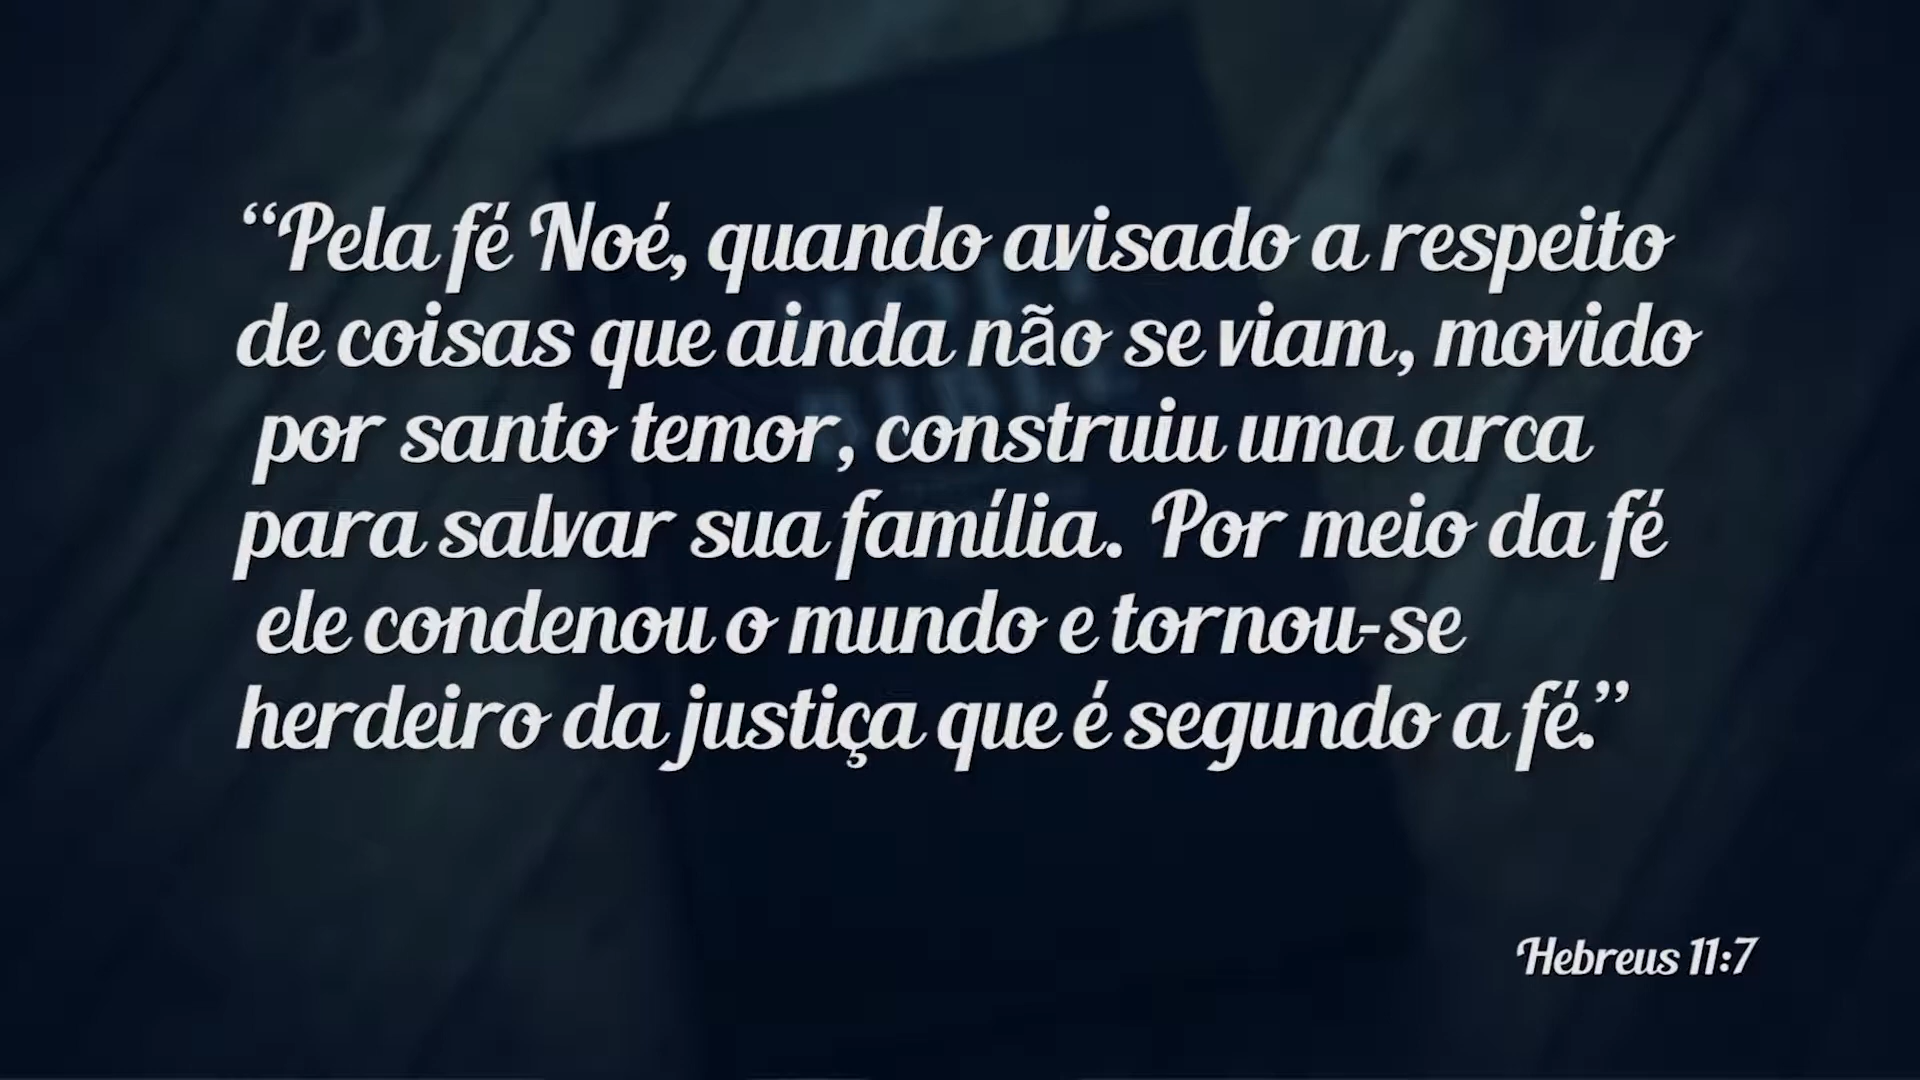 “Pela fé Noé, quando avisado a respeito
de coisas que ainda não se viam, movido
por santo temor, construiu uma arca
para salvar sua família. Por meio da fé
ele condenou o mundo e tornou-se
herdeiro da justiça que é segundo a fé.”
Hebreus 11:7